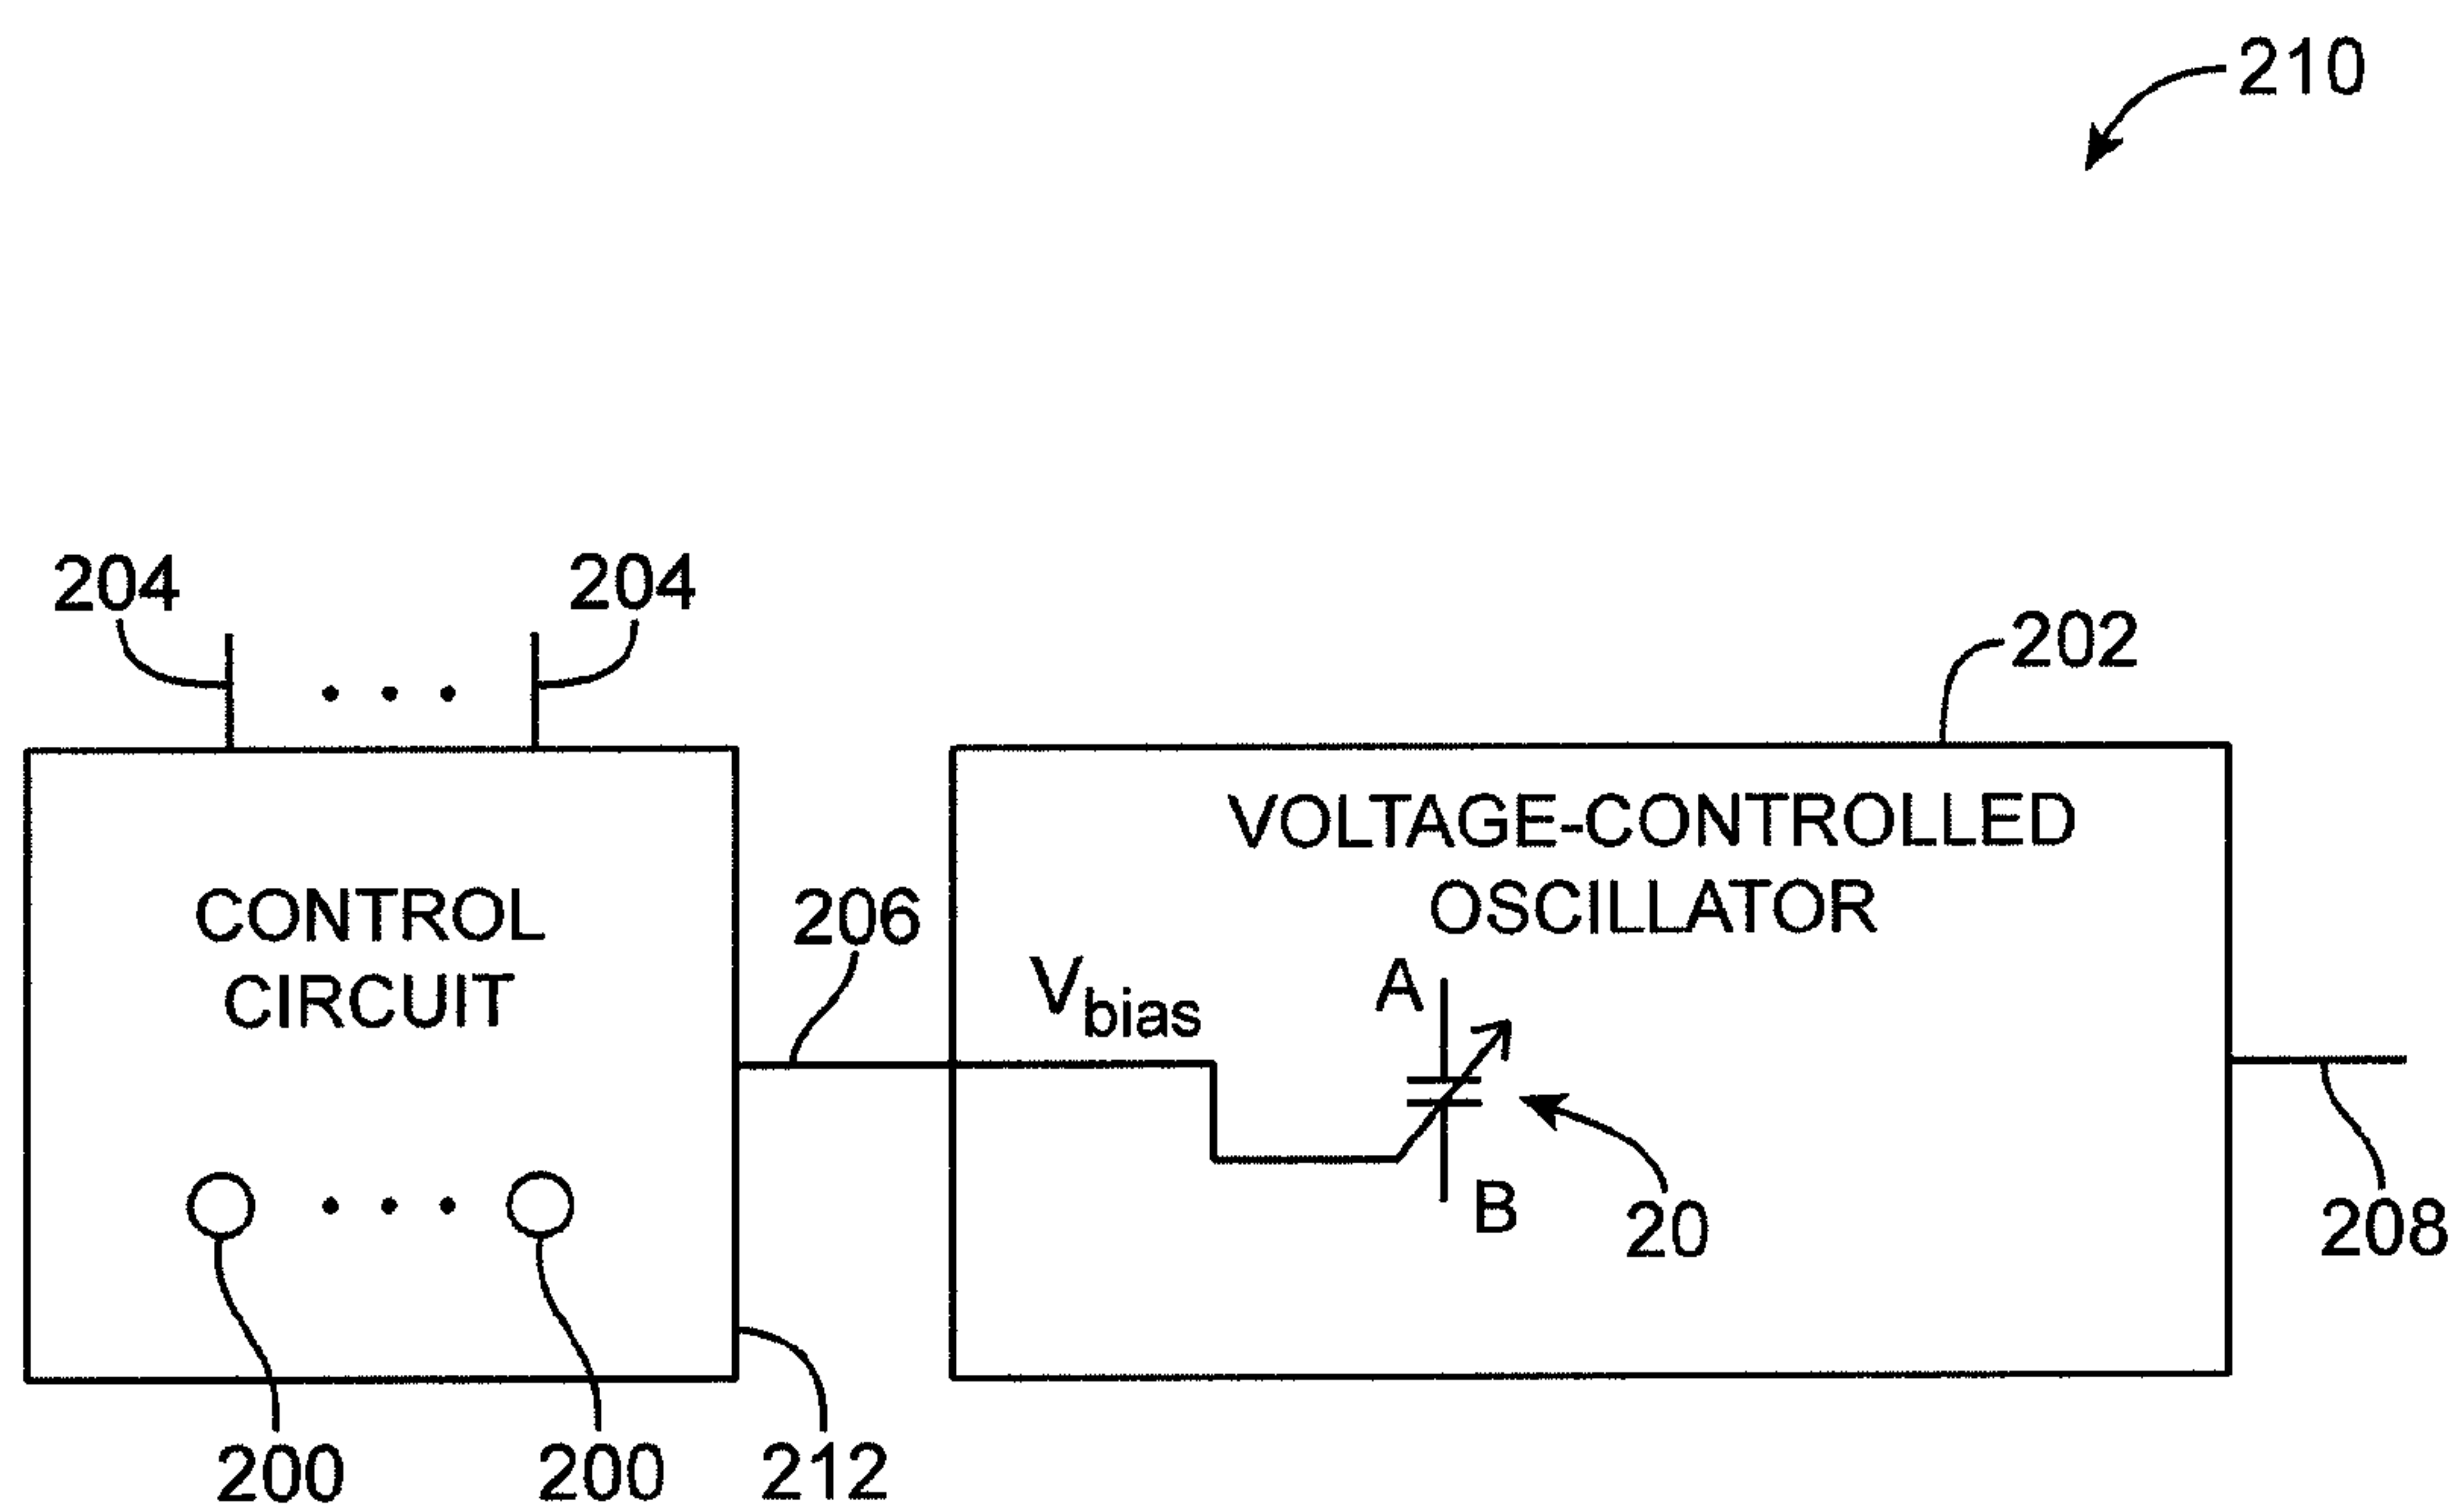 210
204
204
202
VOLTAGE-CONTROLLED
OSCILLATOR
CONTROL
CIRCUIT
206
Vbias
A
B
20
208
200
200
212